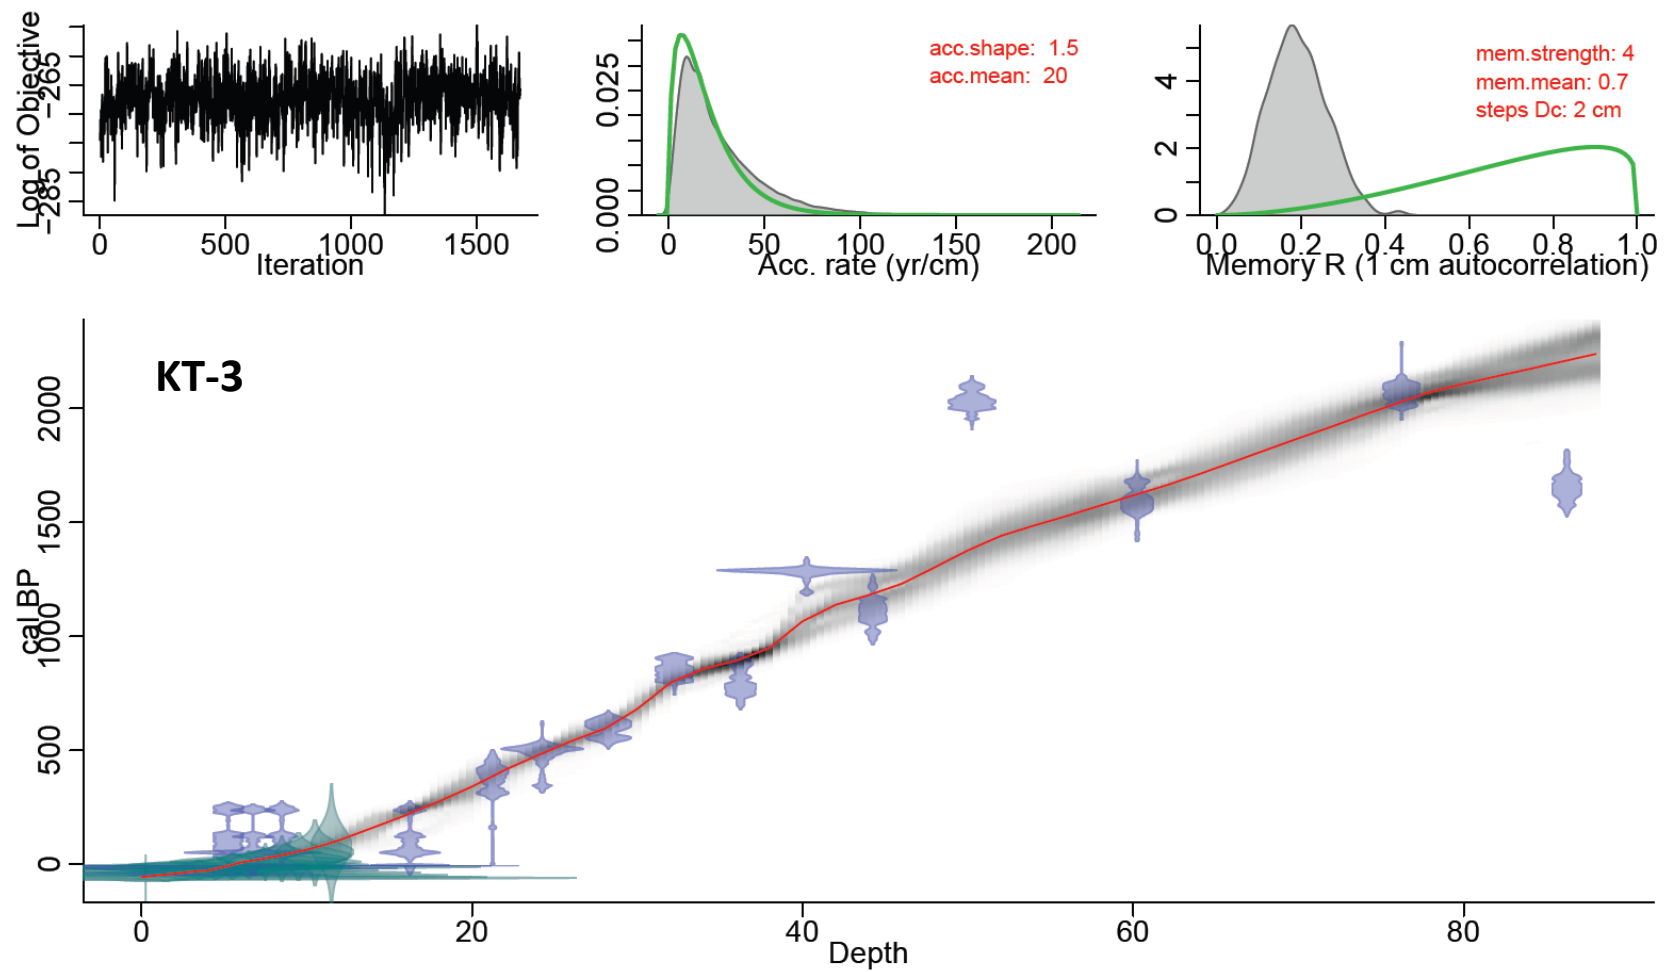 Log of Objective
−265
−285
0 500 1000 1500
Iteration
0.025
0.000
acc.shape: 1.5
acc.mean: 20
0 50 100 150 200
Acc. rate (yr/cm)
4
2
0
mem.strength: 4
mem.mean: 0.7
steps Dc: 2 cm
0.0 0.2 0.4 0.6 0.8 1.0
Memory R (1 cm autocorrelation)
KT-3
cal BP
2000
1500
1000
500
0
0 20 40 60 80
Depth